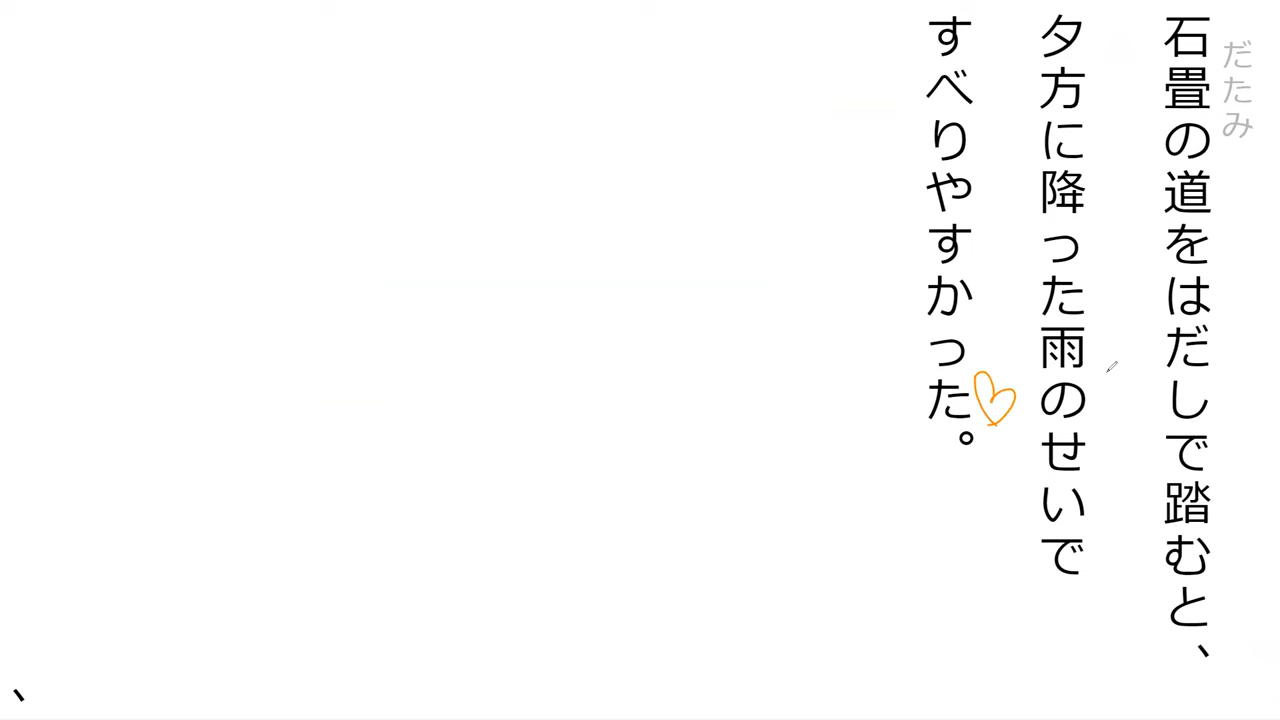 だたみ
石畳の道をはだしで踏むと、
夕方に降った雨のせいで
すべりやすかった。
、